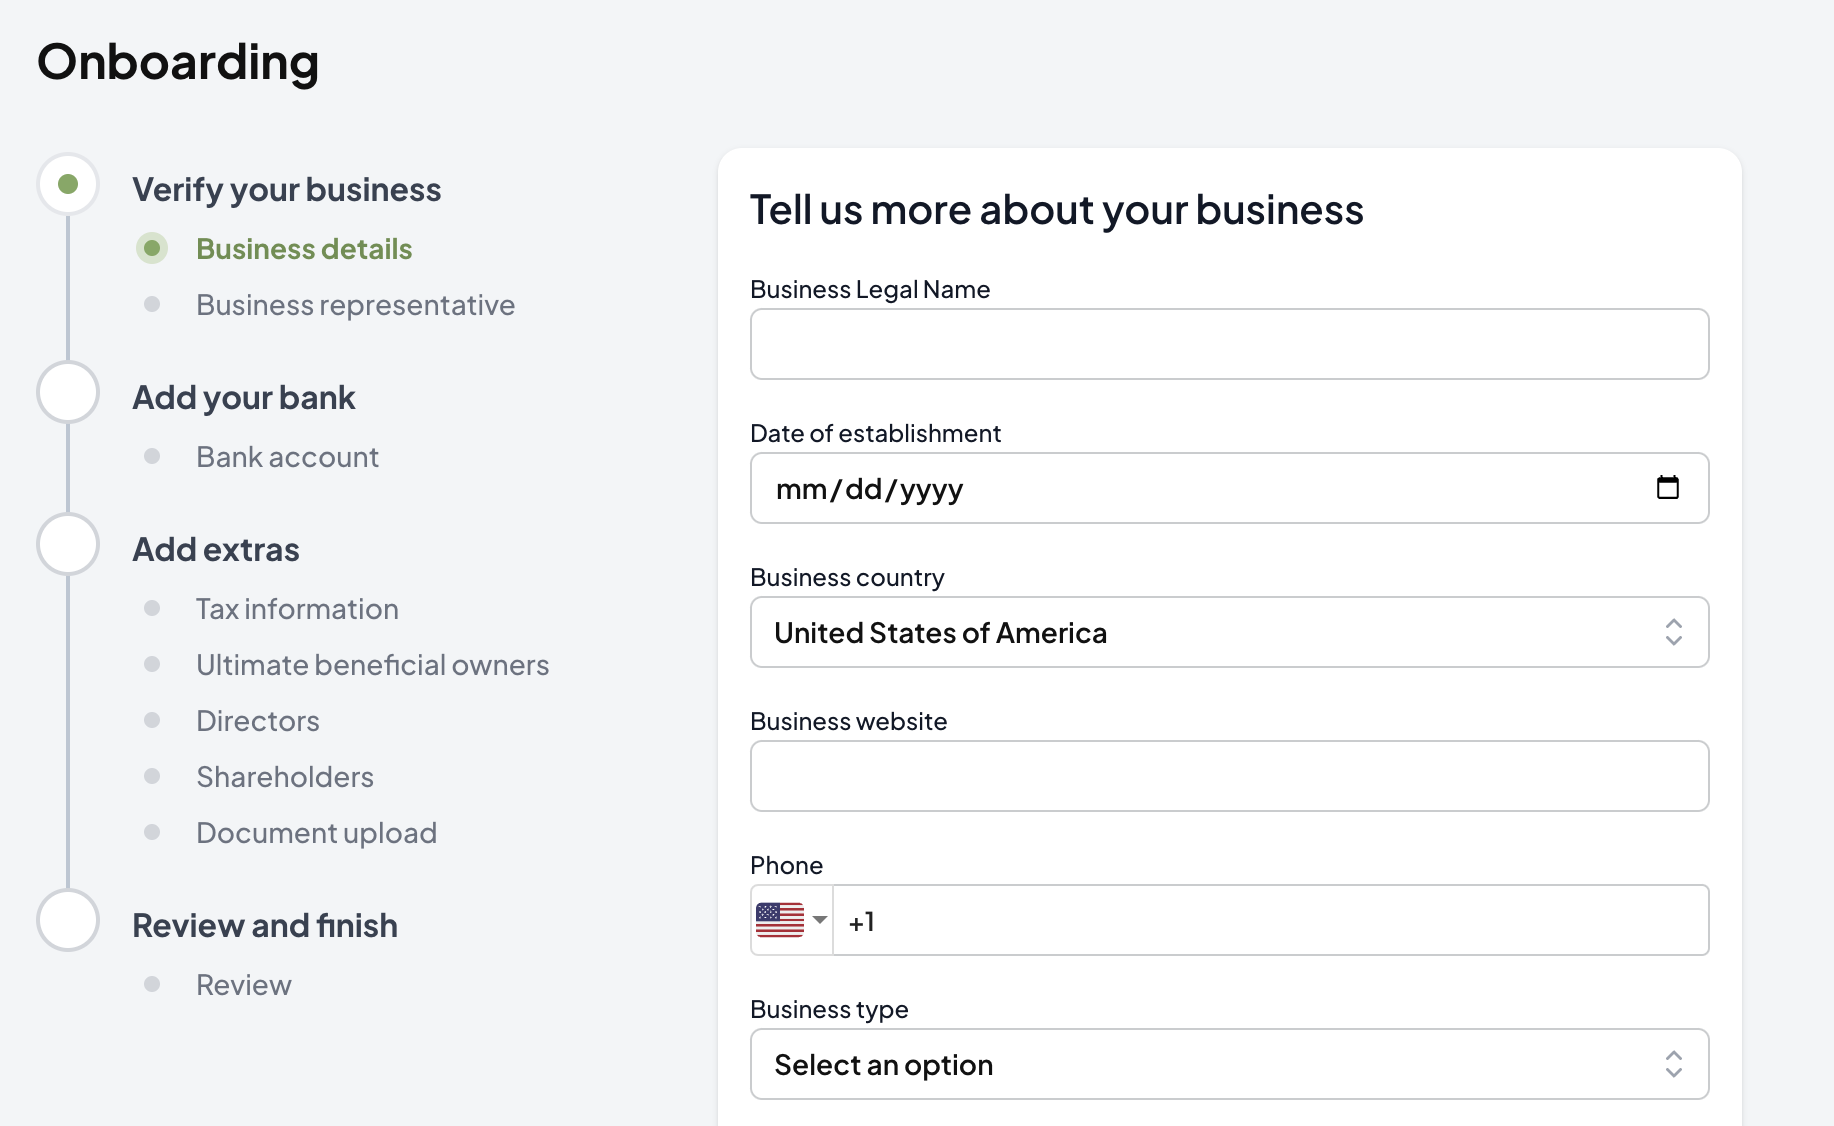 Onboarding
Verify your business
Business details
Business representative
Add your bank
Bank account
Add extras
Tax information
Ultimate beneficial owners
Directors
Shareholders
Document upload
Review and finish
Review
Tell us more about your business
Business Legal Name
Date of establishment
mm/dd/yyyy
Business country
United States of America
Business website
Phone
+1
Business type
Select an option